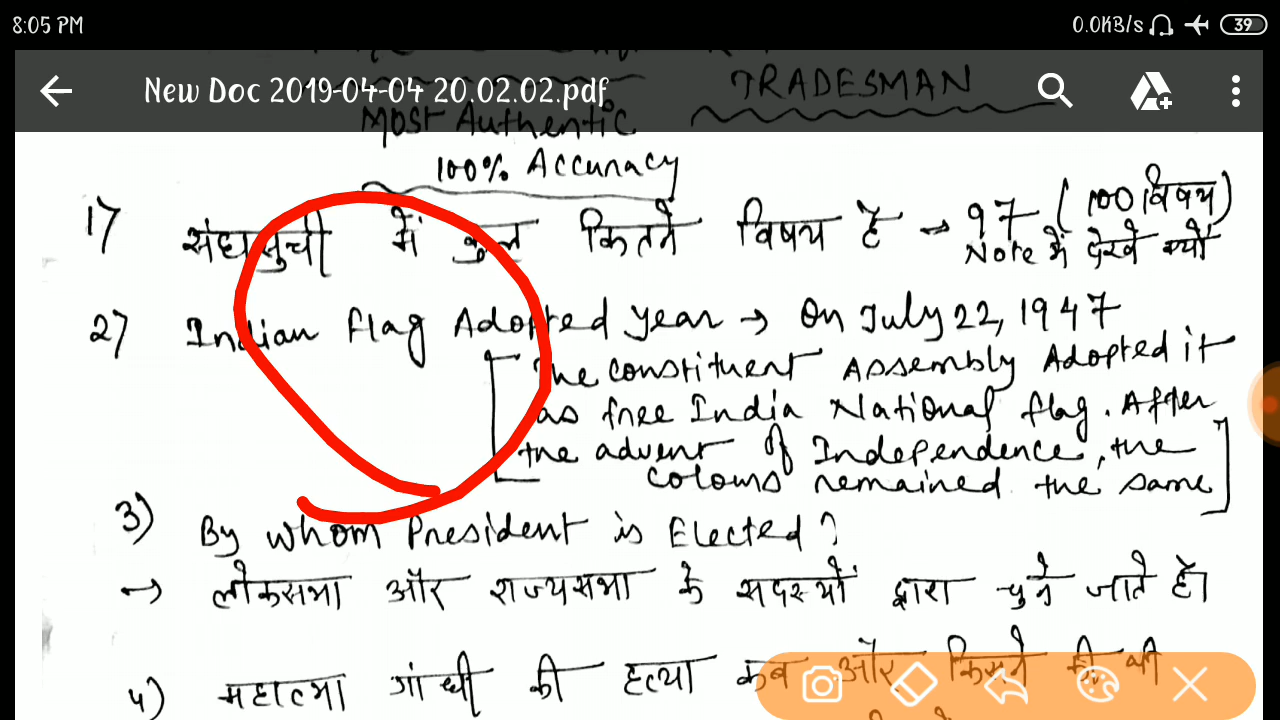 8:05 PM
0.0KB/s 39
New Doc 2019-04-04 20.02.02.pdf
TRADESMAN
Most Authentic
100% Accuracy
1) संघसुची में कुल कितने विषय है → 97 (100 विषय)
Note में देखें क्यों
2) Indian flag Adopted year → On July 22, 1947
[The constituent Assembly Adopted it
as free India National flag. After
the advent of Independence, the
colours remained the same]
3) By whom President is Elected?
→ लोकसभा और राज्यसभा के सदस्यों द्वारा चुने जाते हैं।
4) महात्मा गांधी की हत्या कब और किसने की थी